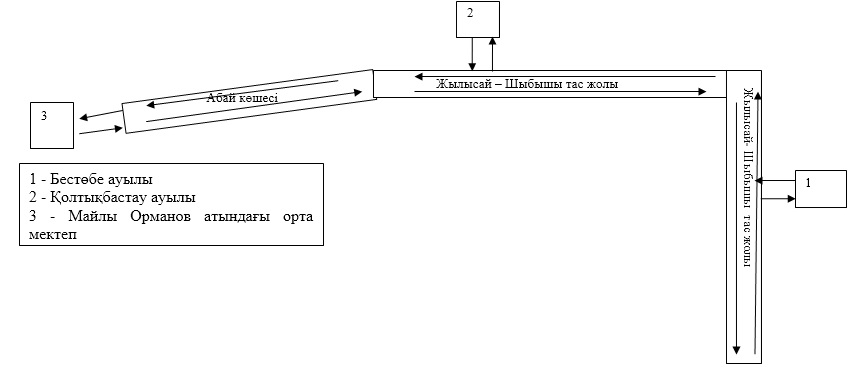 2
Жылысай – Шыбышы тас жолы
Абай көшесі
3
Жылысай- Шыбышы тас жолы
1
1 - Бестөбе ауылы
2 - Қолтықбастау ауылы
3 - Майлы Орманов атындағы орта
мектеп